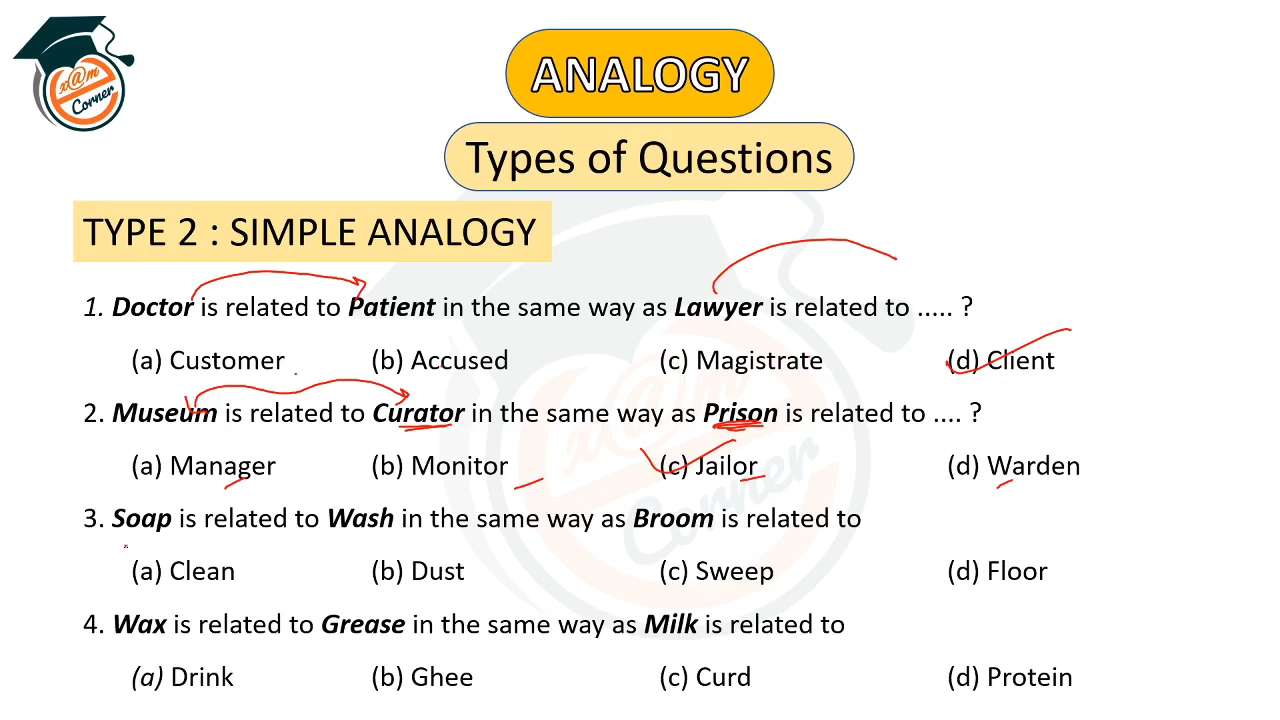 x@m
Corner
ANALOGY
Types of Questions
TYPE 2 : SIMPLE ANALOGY
1. Doctor is related to Patient in the same way as Lawyer is related to ..... ?
(a) Customer (b) Accused (c) Magistrate (d) Client
2. Museum is related to Curator in the same way as Prison is related to .... ?
(a) Manager (b) Monitor (c) Jailor (d) Warden
3. Soap is related to Wash in the same way as Broom is related to
(a) Clean (b) Dust (c) Sweep (d) Floor
4. Wax is related to Grease in the same way as Milk is related to
(a) Drink (b) Ghee (c) Curd (d) Protein
x@m
Corner